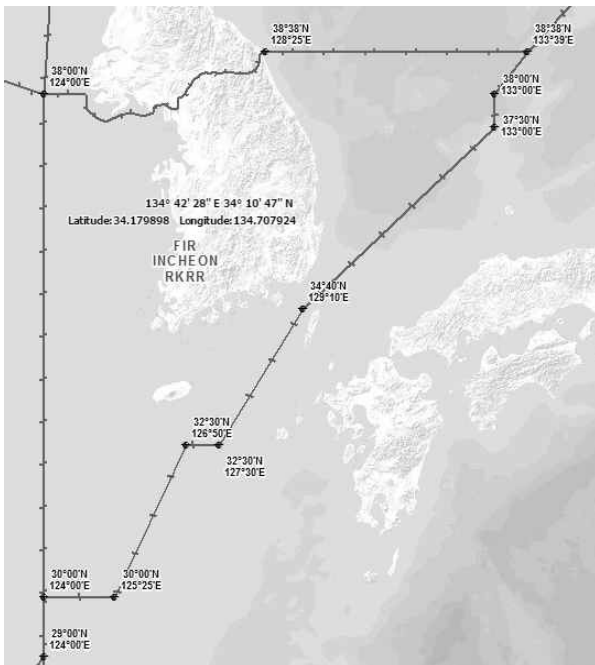 38°38'N
128°25'E
38°38'N
133°39'E
38°00'N
124°00'E
38°00'N
133°00'E
37°30'N
133°00'E
134° 42' 28" E 34° 10' 47" N
Latitude:34.179898 Longitude:134.707924
FIR
INCHEON
RKRR
34°40'N
129°10'E
32°30'N
126°50'E
32°30'N
127°30'E
30°00'N
124°00'E
30°00'N
125°25'E
29°00'N
124°00'E